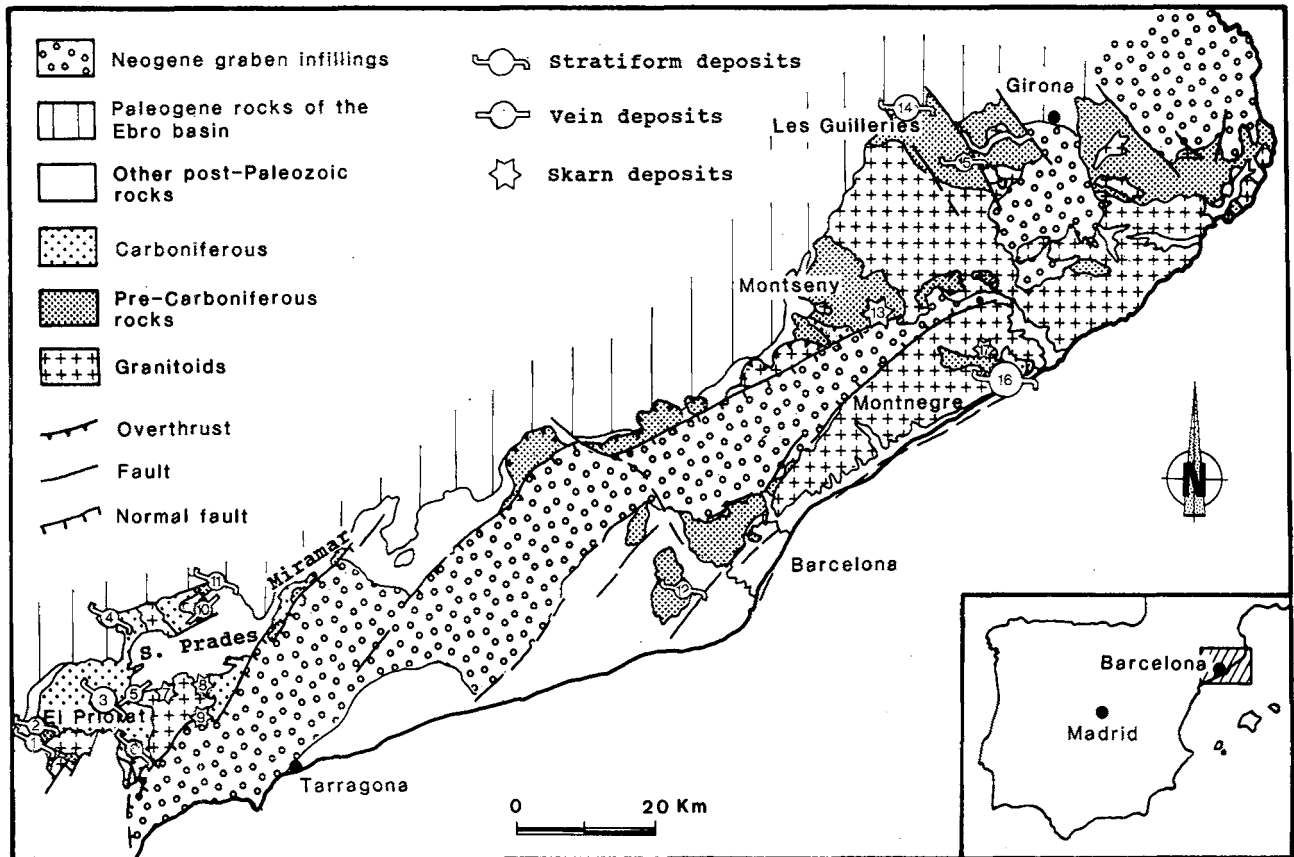 Neogene graben infillings
Paleogene rocks of the
Ebro basin
Other post-Paleozoic
rocks
Carboniferous
Pre-Carboniferous
rocks
Granitoids
Overthrust
Fault
Normal fault
Stratiform deposits
Vein deposits
Skarn deposits
Girona
14
Les Guilleries
15
Montseny
13
17
16
Montnegre
N
Barcelona
12
Miramar
11
10
4
S. Prades
5
7
8
3
El Priorat
9
2
1
6
Tarragona
0 20 Km
Barcelona
Madrid